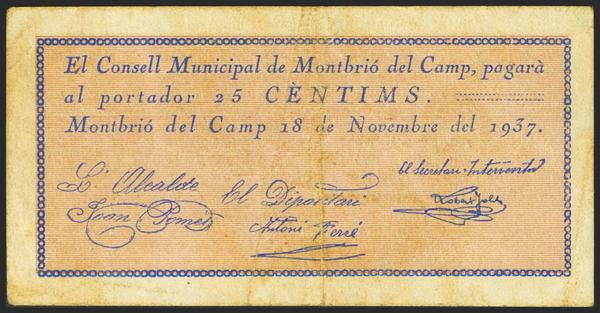 El Consell Municipal de Montbrió del Camp, pagarà
al portador 25 CÈNTIMS.
Montbrió del Camp 18 de Novembre del 1937.
El Secretari-Interventor
L'Alcalde
El Dipositari
Joan
Antoni Ferré